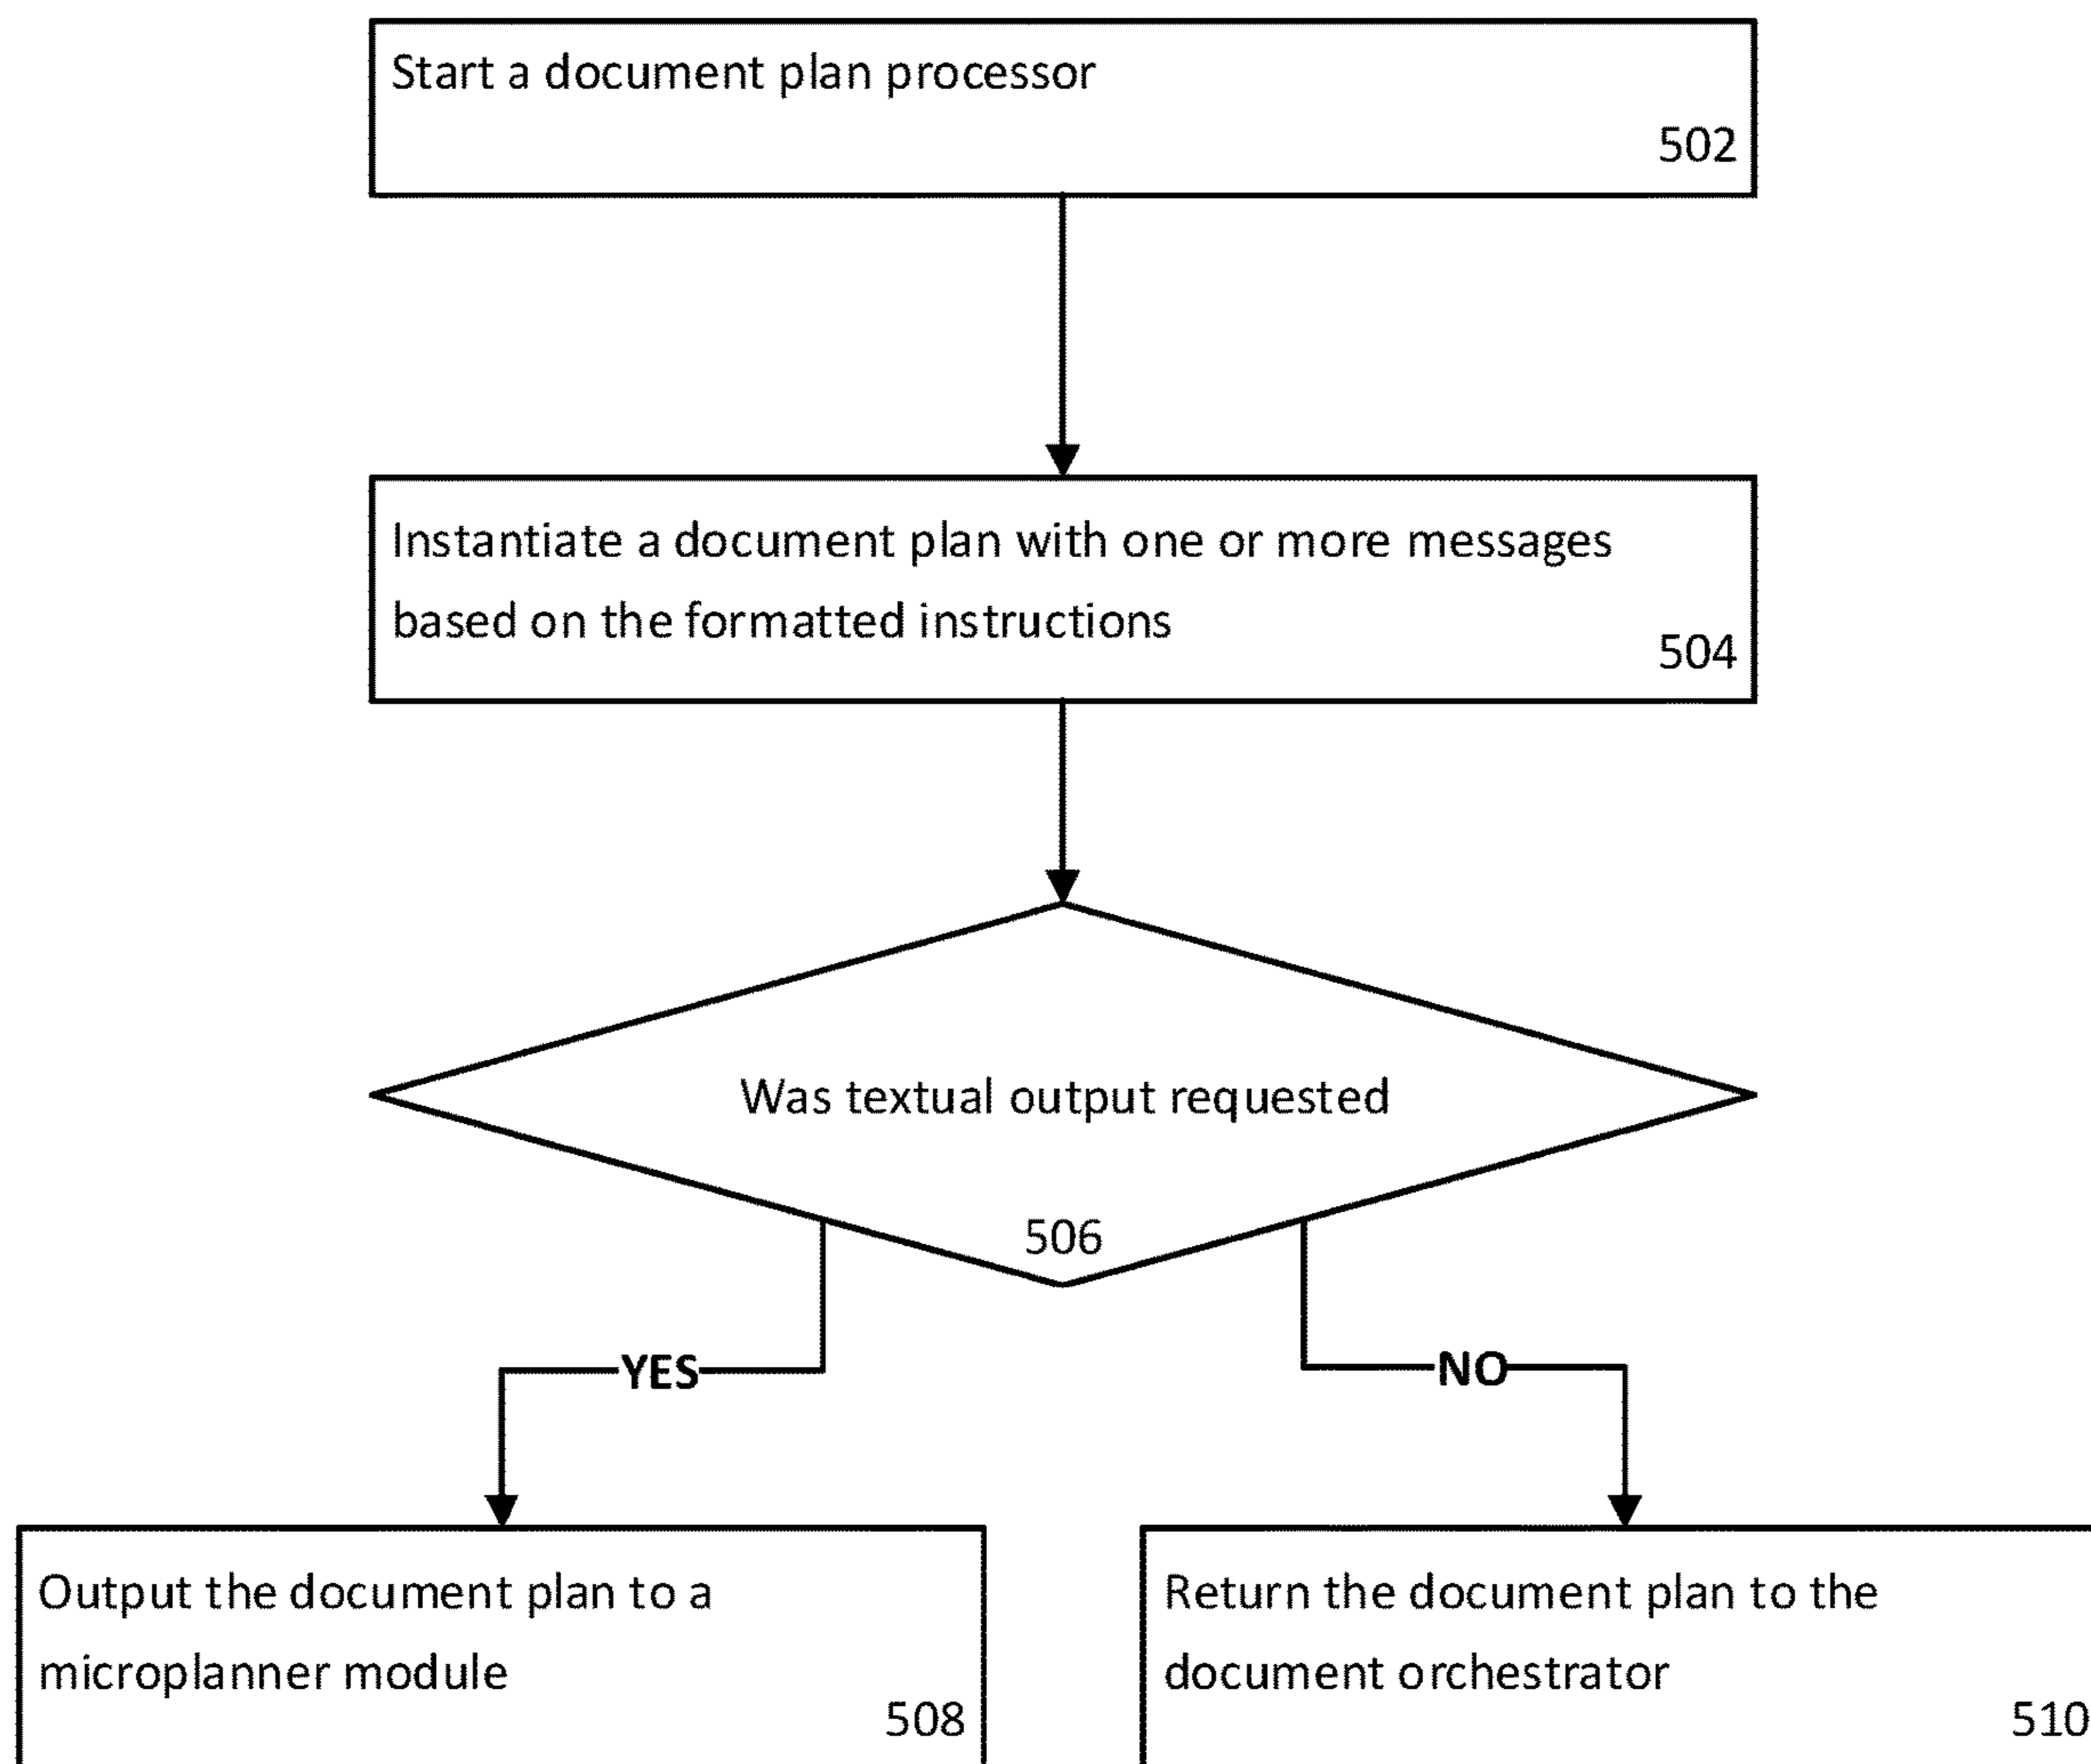 Start a document plan processor
502
Instantiate a document plan with one or more messages
based on the formatted instructions
504
Was textual output requested
506
YES
NO
Output the document plan to a
microplanner module
508
Return the document plan to the
document orchestrator
510